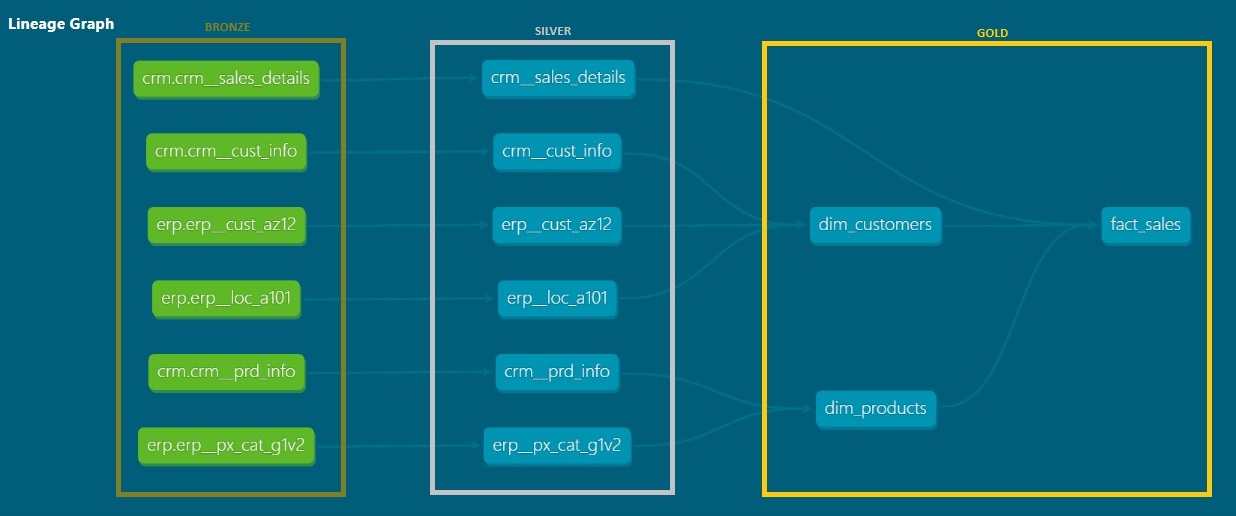 Lineage Graph
BRONZE
SILVER
GOLD
crm.crm__sales_details
crm__sales_details
crm.crm__cust_info
crm__cust_info
erp.erp__cust_az12
erp__cust_az12
dim_customers
fact_sales
erp.erp__loc_a101
erp__loc_a101
crm.crm__prd_info
crm__prd_info
dim_products
erp.erp__px_cat_g1v2
erp__px_cat_g1v2